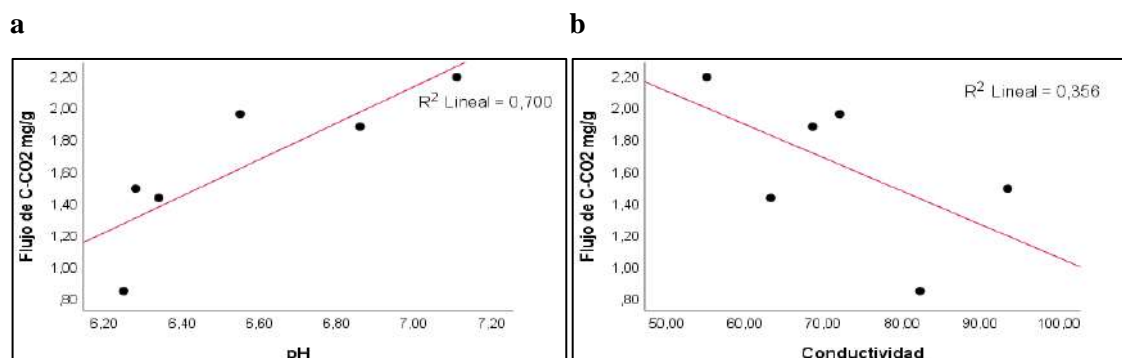 a
b
Flujo de C-CO2 mg/g
2,20
2,00
1,80
1,60
1,40
1,20
1,00
,80
R2 Lineal = 0,700
6,20 6,40 6,60 6,80 7,00 7,20
pH
Flujo de C-CO2 mg/g
2,20
2,00
1,80
1,60
1,40
1,20
1,00
,80
R2 Lineal = 0,356
50,00 60,00 70,00 80,00 90,00 100,00
Conductividad